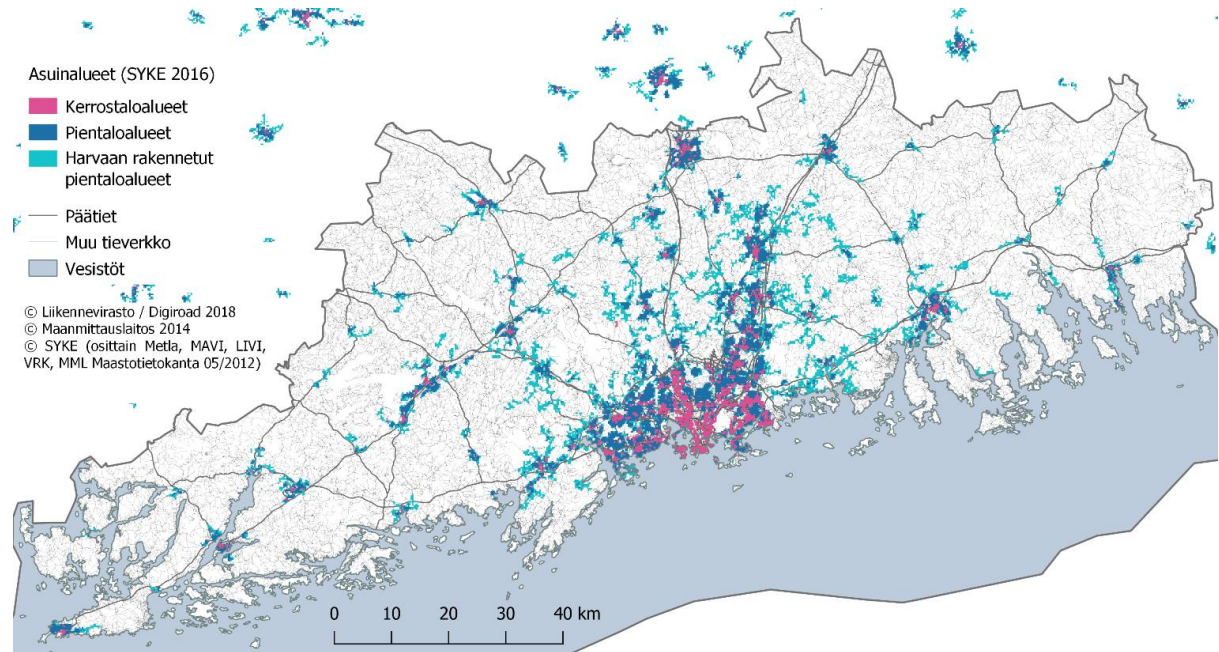 Asuinalueet (SYKE 2016)
Kerrostaloalueet
Pientaloalueet
Harvaan rakennetut
pientaloalueet
Päätiet
Muu tieverkko
Vesistöt
© Liikennevirasto / Digiroad 2018
© Maanmittauslaitos 2014
© SYKE (osittain Metla, MAVI, LIVI,
VRK, MML Maastotietokanta 05/2012)
0 10 20 30 40 km